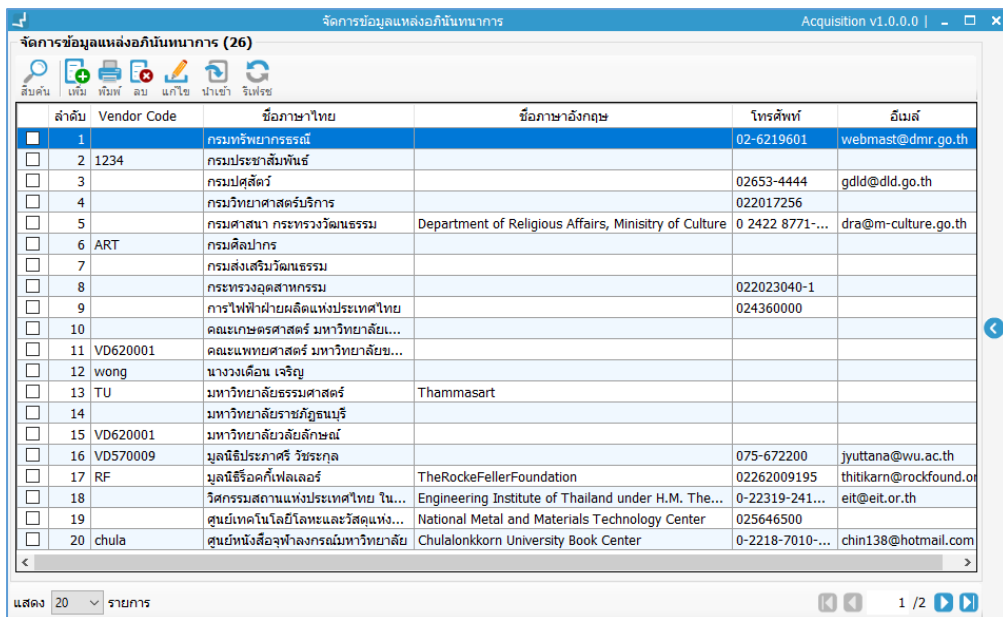 จัดการข้อมูลแหล่งอภินันทนาการ Acquisition v1.0.0.0 |
จัดการข้อมูลแหล่งอภินันทนาการ (26)
สืบค้น เพิ่ม พิมพ์ ลบ แก้ไข นำเข้า รีเฟรช
ลำดับ Vendor Code ชื่อภาษาไทย ชื่อภาษาอังกฤษ โทรศัพท์ อีเมล์
1 กรมทรัพยากรธรณี 02-6219601 webmast@dmr.go.th
2 1234 กรมประชาสัมพันธ์
3 กรมปศุสัตว์ 02653-4444 gdld@dld.go.th
4 กรมวิทยาศาสตร์บริการ 022017256
5 กรมศาสนา กระทรวงวัฒนธรรม Department of Religious Affairs, Minisitry of Culture 0 2422 8771-... dra@m-culture.go.th
6 ART กรมศิลปากร
7 กรมส่งเสริมวัฒนธรรม
8 กระทรวงอุตสาหกรรม 022023040-1
9 การไฟฟ้าฝ่ายผลิตแห่งประเทศไทย 024360000
10 คณะเกษตรศาสตร์ มหาวิทยาลัยเ...
11 VD620001 คณะแพทยศาสตร์ มหาวิทยาลัยข...
12 wong นางวงเดือน เจริญ
13 TU มหาวิทยาลัยธรรมศาสตร์ Thammasart
14 มหาวิทยาลัยราชภัฏธนบุรี
15 VD620001 มหาวิทยาลัยวลัยลักษณ์
16 VD570009 มูลนิธิประภาศรี วัชระกุล 075-672200 jyuttana@wu.ac.th
17 RF มูลนิธิร็อคกี้เฟลเลอร์ TheRockeFellerFoundation 02262009195 thitikarn@rockfound.or
18 วิศกรรมสถานแห่งประเทศไทย ใน... Engineering Institute of Thailand under H.M. The... 0-22319-241... eit@eit.or.th
19 ศูนย์เทคโนโลยีโลหะและวัสดุแห่ง... National Metal and Materials Technology Center 025646500
20 chula ศูนย์หนังสือจุฬาลงกรณ์มหาวิทยาลัย Chulalonkkorn University Book Center 0-2218-7010-... chin138@hotmail.com
แสดง 20 รายการ 1 /2